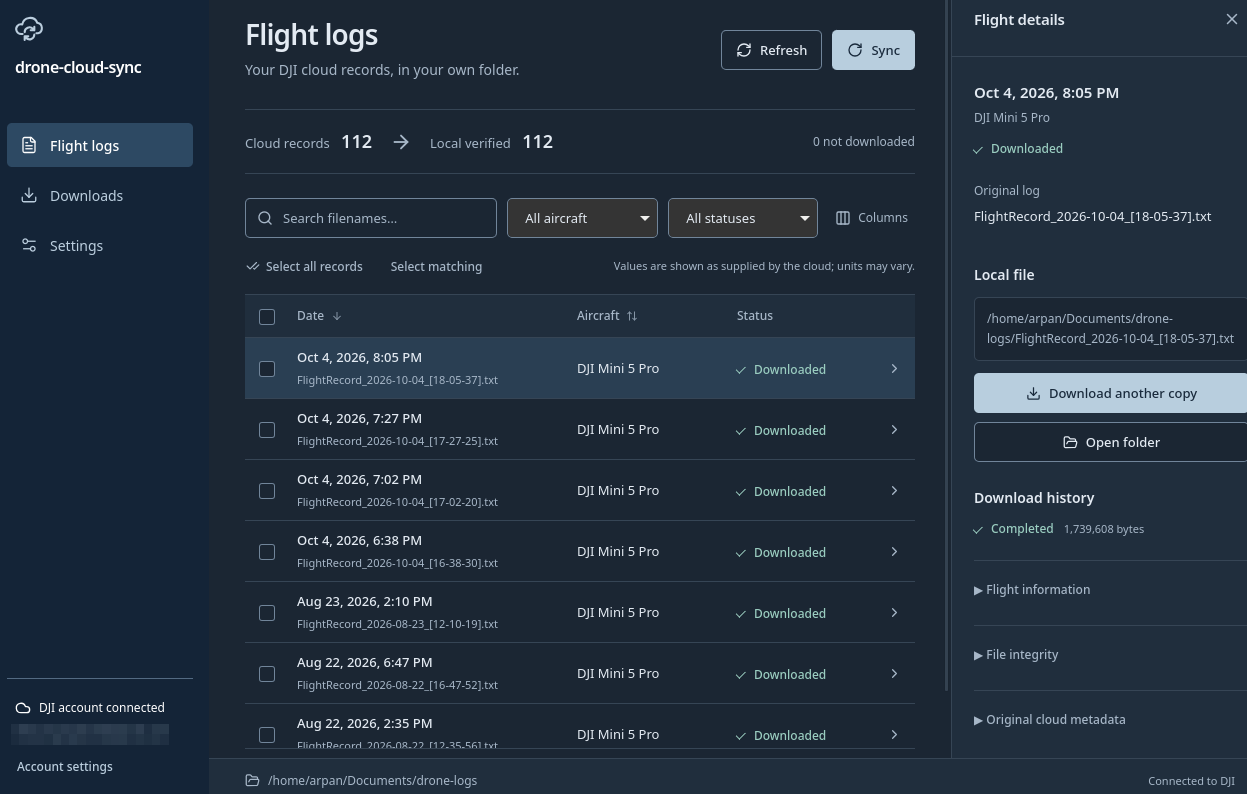 drone-cloud-sync
Flight logs
Downloads
Settings
DJI account connected
Account settings
Flight logs
Your DJI cloud records, in your own folder.
Refresh
Sync
Cloud records 112 → Local verified 112
0 not downloaded
Search filenames...
All aircraft
All statuses
Columns
Select all records
Select matching
Values are shown as supplied by the cloud; units may vary.
Date ↓ Aircraft ↑↓ Status
Oct 4, 2026, 8:05 PM
FlightRecord_2026-10-04_[18-05-37].txt
DJI Mini 5 Pro
Downloaded
Oct 4, 2026, 7:27 PM
FlightRecord_2026-10-04_[17-27-25].txt
DJI Mini 5 Pro
Downloaded
Oct 4, 2026, 7:02 PM
FlightRecord_2026-10-04_[17-02-20].txt
DJI Mini 5 Pro
Downloaded
Oct 4, 2026, 6:38 PM
FlightRecord_2026-10-04_[16-38-30].txt
DJI Mini 5 Pro
Downloaded
Aug 23, 2026, 2:10 PM
FlightRecord_2026-08-23_[12-10-19].txt
DJI Mini 5 Pro
Downloaded
Aug 22, 2026, 6:47 PM
FlightRecord_2026-08-22_[16-47-52].txt
DJI Mini 5 Pro
Downloaded
Aug 22, 2026, 2:35 PM
FlightRecord_2026-08-22_[12-35-56].txt
DJI Mini 5 Pro
Downloaded
/home/arpan/Documents/drone-logs
Flight details
Oct 4, 2026, 8:05 PM
DJI Mini 5 Pro
Downloaded
Original log
FlightRecord_2026-10-04_[18-05-37].txt
Local file
/home/arpan/Documents/drone-
logs/FlightRecord_2026-10-04_[18-05-37].txt
Download another copy
Open folder
Download history
Completed 1,739,608 bytes
▶ Flight information
▶ File integrity
▶ Original cloud metadata
Connected to DJI